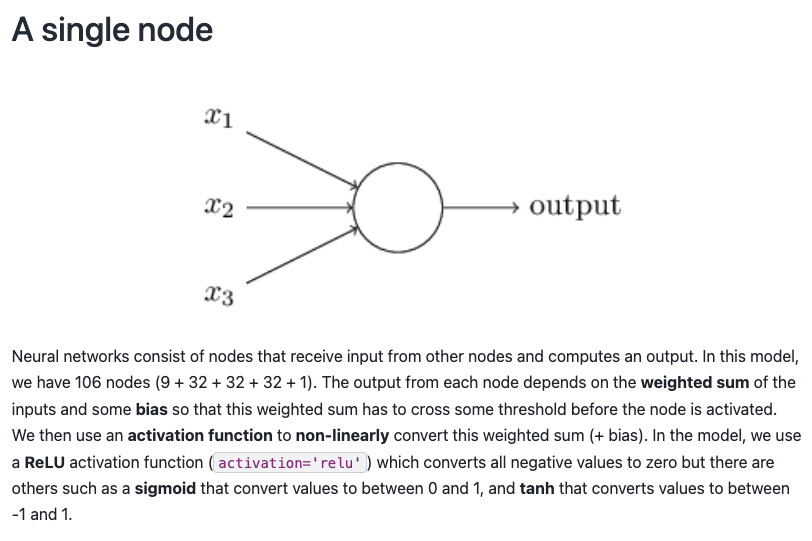 A single node
x1
x2
output
x3
Neural networks consist of nodes that receive input from other nodes and computes an output. In this model,
we have 106 nodes (9 + 32 + 32 + 32 + 1). The output from each node depends on the weighted sum of the
inputs and some bias so that this weighted sum has to cross some threshold before the node is activated.
We then use an activation function to non-linearly convert this weighted sum (+ bias). In the model, we use
a ReLU activation function ( activation='relu' ) which converts all negative values to zero but there are
others such as a sigmoid that convert values to between 0 and 1, and tanh that converts values to between
-1 and 1.